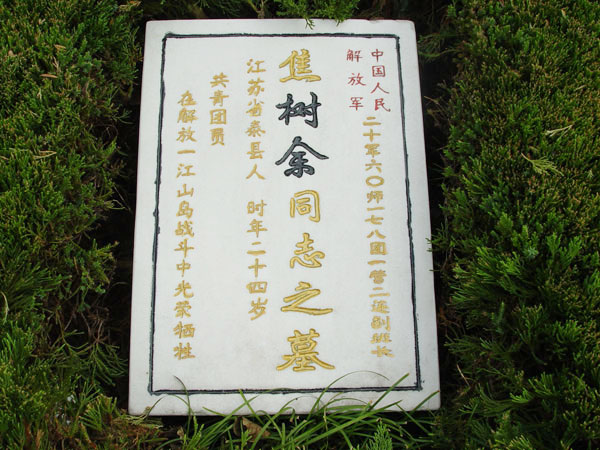 中国人民
解放军
二十军六〇师一七八团一营二连副班长
焦树余同志之墓
江苏省泰县人 时年二十四岁
共青团员
在解放一江山岛战斗中光荣牺牲